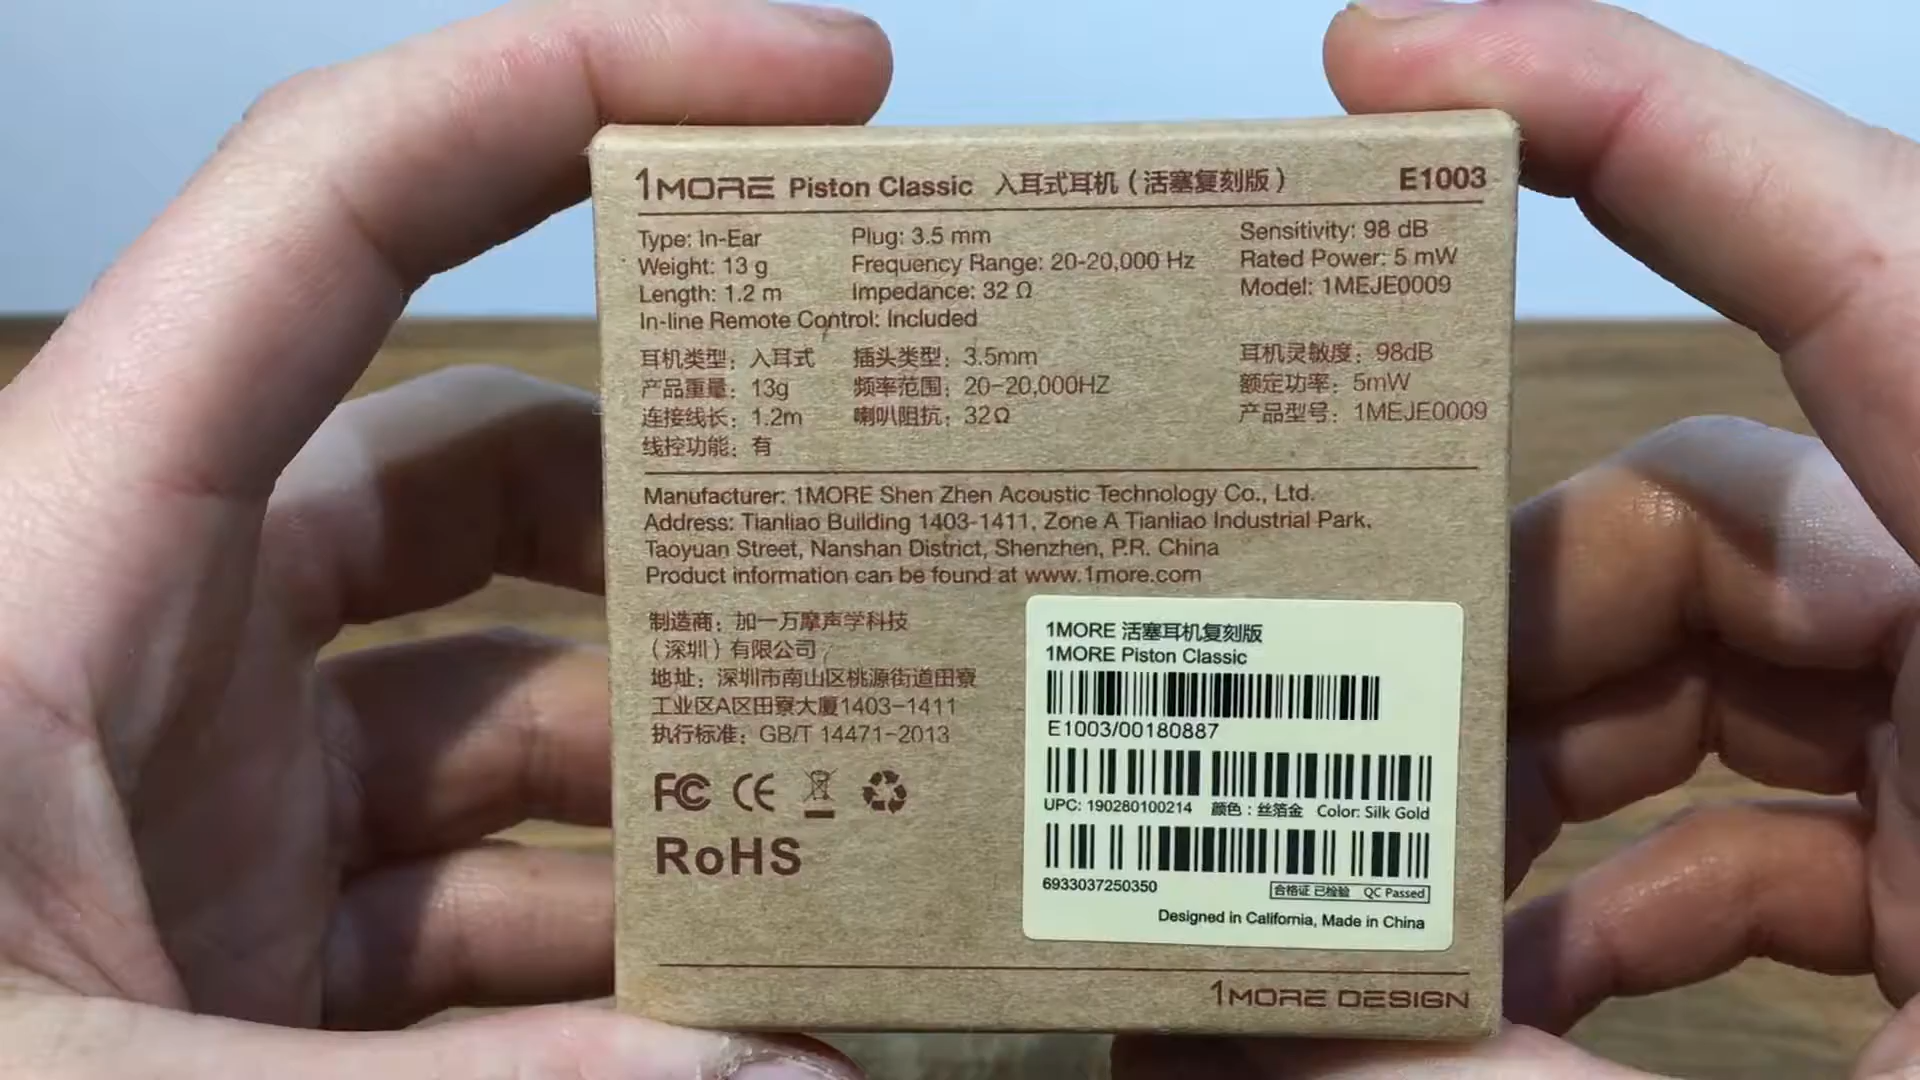 1MORE Piston Classic 入耳式耳机（活塞复刻版） E1003
Type: In-Ear Plug: 3.5 mm Sensitivity: 98 dB
Weight: 13 g Frequency Range: 20-20,000 Hz Rated Power: 5 mW
Length: 1.2 m Impedance: 32 Ω Model: 1MEJE0009
In-line Remote Control: Included
耳机类型：入耳式 插头类型：3.5mm 耳机灵敏度：98dB
产品重量：13g 频率范围：20-20,000HZ 额定功率：5mW
连接线长：1.2m 喇叭阻抗：32Ω 产品型号：1MEJE0009
线控功能：有
Manufacturer: 1MORE Shen Zhen Acoustic Technology Co., Ltd.
Address: Tianliao Building 1403-1411, Zone A Tianliao Industrial Park,
Taoyuan Street, Nanshan District, Shenzhen, P.R. China
Product information can be found at www.1more.com
制造商：加一万摩声学科技
（深圳）有限公司
地址：深圳市南山区桃源街道田寮
工业区A区田寮大厦1403-1411
执行标准：GB/T 14471-2013
FC CE
RoHS
1MORE 活塞耳机复刻版
1MORE Piston Classic
E1003/00180887
UPC: 190280100214 颜色：丝箔金 Color: Silk Gold
6933037250350 合格证 已检验 QC Passed
Designed in California, Made in China
1MORE DESIGN